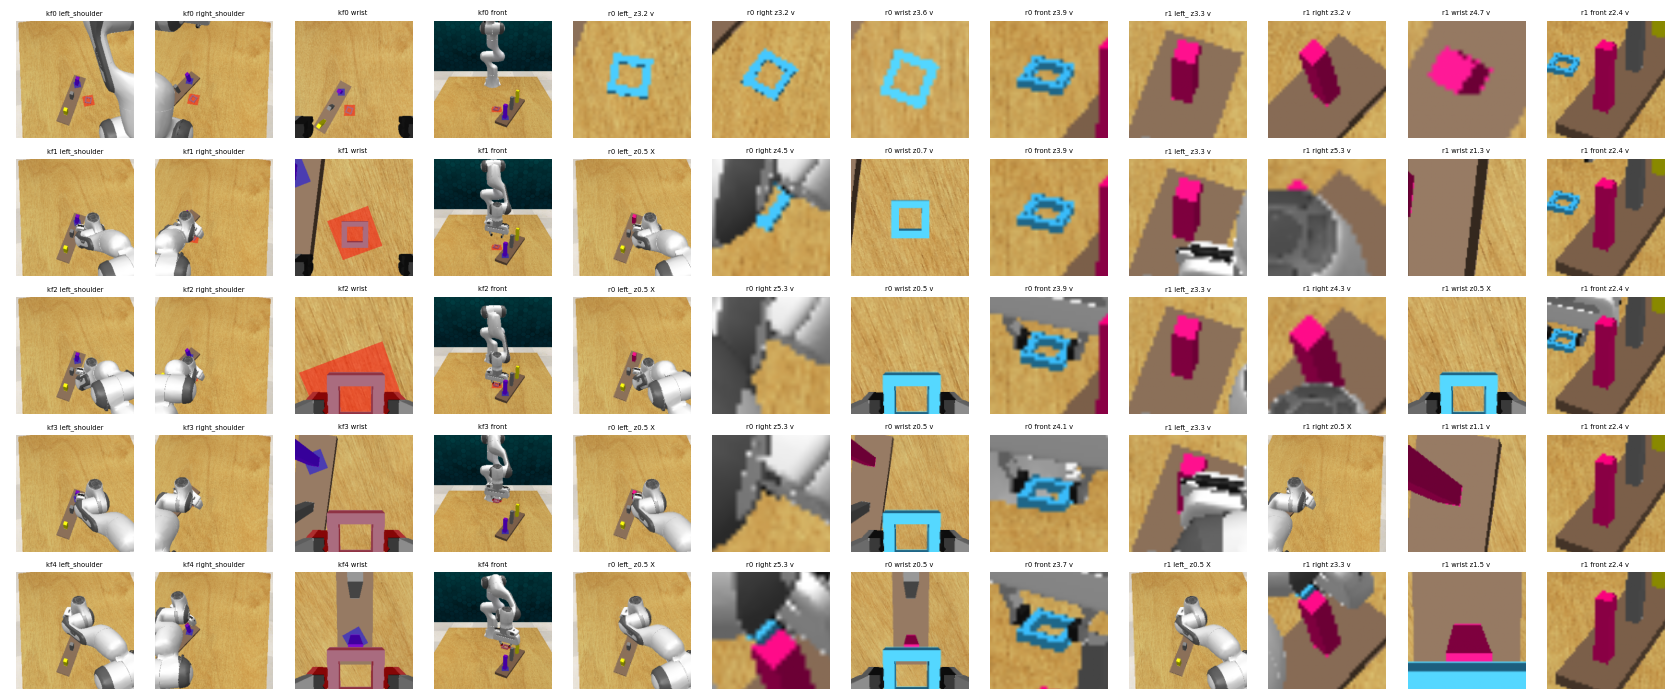 kf0 left_shoulder kf0 right_shoulder kf0 wrist kf0 front r0 left_ z3.2 v r0 right z3.2 v r0 wrist z3.6 v r0 front z3.9 v r1 left_ z3.3 v r1 right z3.2 v r1 wrist z4.7 v r1 front z2.4 v
kf1 left_shoulder kf1 right_shoulder kf1 wrist kf1 front r0 left_ z0.5 X r0 right z4.5 v r0 wrist z0.7 v r0 front z3.9 v r1 left_ z3.3 v r1 right z5.3 v r1 wrist z1.3 v r1 front z2.4 v
kf2 left_shoulder kf2 right_shoulder kf2 wrist kf2 front r0 left_ z0.5 X r0 right z5.3 v r0 wrist z0.5 v r0 front z3.9 v r1 left_ z3.3 v r1 right z4.3 v r1 wrist z0.5 X r1 front z2.4 v
kf3 left_shoulder kf3 right_shoulder kf3 wrist kf3 front r0 left_ z0.5 X r0 right z5.3 v r0 wrist z0.5 v r0 front z4.1 v r1 left_ z3.3 v r1 right z0.5 X r1 wrist z1.1 v r1 front z2.4 v
kf4 left_shoulder kf4 right_shoulder kf4 wrist kf4 front r0 left_ z0.5 X r0 right z5.3 v r0 wrist z0.5 v r0 front z3.7 v r1 left_ z0.5 X r1 right z3.3 v r1 wrist z1.5 v r1 front z2.4 v